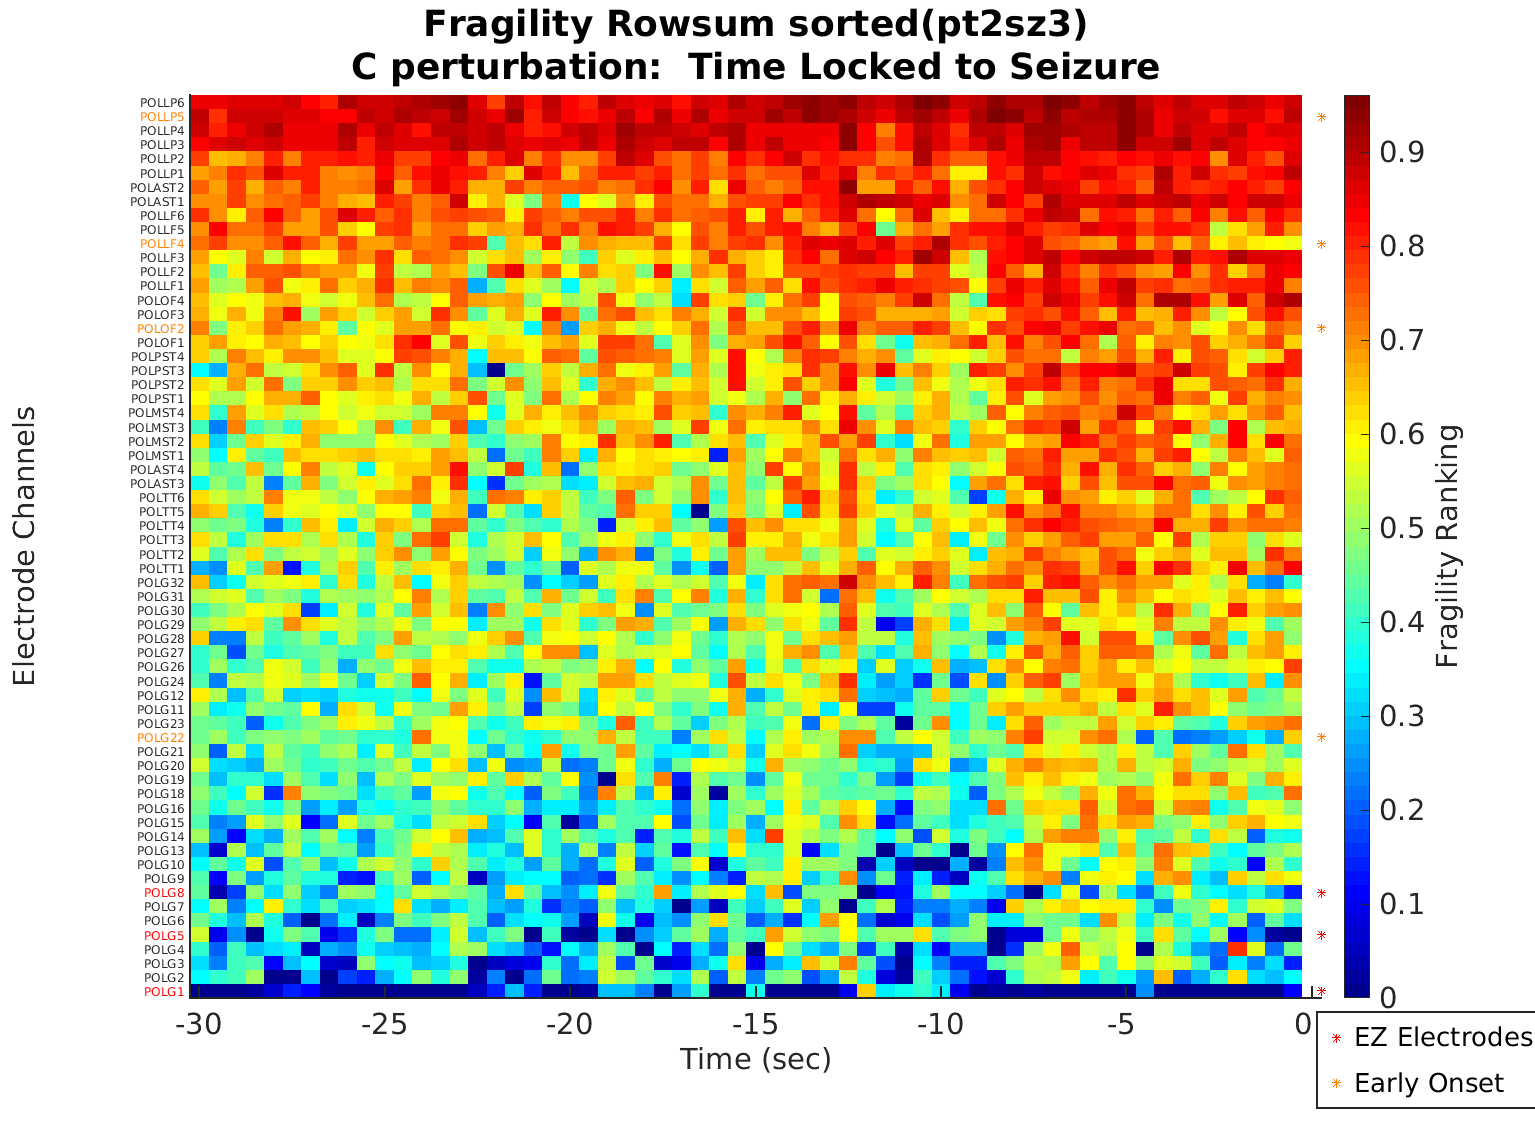 Fragility Rowsum sorted(pt2sz3)
C perturbation:  Time Locked to Seizure
POLLP6
POLLP5
POLLP4
POLLP3
POLLP2
POLLP1
POLAST2
POLAST1
POLLF6
POLLF5
POLLF4
POLLF3
POLLF2
POLLF1
POLOF4
POLOF3
POLOF2
POLOF1
POLPST4
POLPST3
POLPST2
POLPST1
POLMST4
POLMST3
POLMST2
POLMST1
POLAST4
POLAST3
POLTT6
POLTT5
POLTT4
POLTT3
POLTT2
POLTT1
POLG32
POLG31
POLG30
POLG29
POLG28
POLG27
POLG26
POLG24
POLG12
POLG11
POLG23
POLG22
POLG21
POLG20
POLG19
POLG18
POLG16
POLG15
POLG14
POLG13
POLG10
POLG9
POLG8
POLG7
POLG6
POLG5
POLG4
POLG3
POLG2
POLG1
Electrode Channels
-30
-25
-20
-15
-10
-5
0
Time (sec)
0.9
0.8
0.7
0.6
0.5
0.4
0.3
0.2
0.1
0
Fragility Ranking
EZ Electrodes
Early Onset